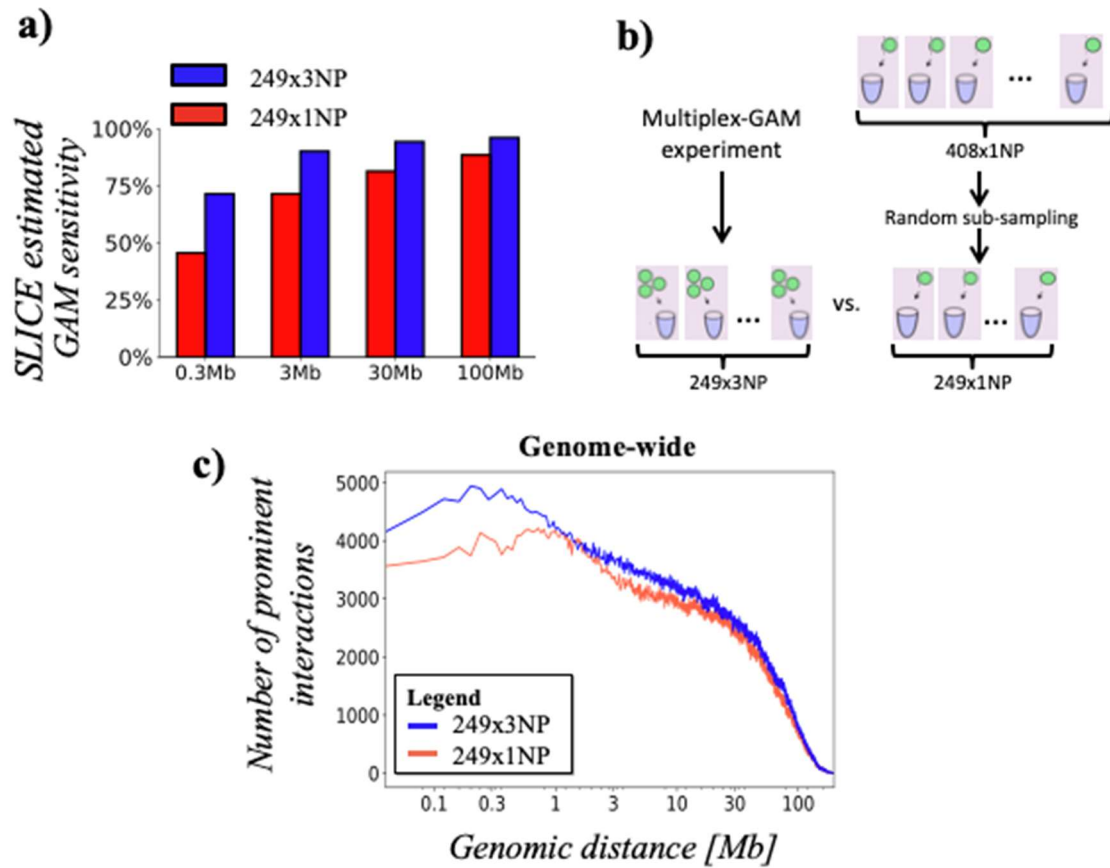 a)
249x3NP
249x1NP
SLICE estimated
GAM sensitivity
100%
75%
50%
25%
0%
0.3Mb 3Mb 30Mb 100Mb
b)
Multiplex-GAM
experiment
...
408x1NP
Random sub-sampling
...
vs.
...
249x3NP
249x1NP
c)
Genome-wide
Number of prominent
interactions
5000
4000
3000
2000
1000
0
Legend
249x3NP
249x1NP
0.1 0.3 1 3 10 30 100
Genomic distance [Mb]